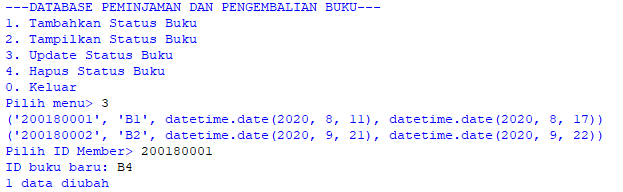 ---DATABASE PEMINJAMAN DAN PENGEMBALIAN BUKU---
1. Tambahkan Status Buku
2. Tampilkan Status Buku
3. Update Status Buku
4. Hapus Status Buku
0. Keluar
Pilih menu> 3
('200180001', 'B1', datetime.date(2020, 8, 11), datetime.date(2020, 8, 17))
('200180002', 'B2', datetime.date(2020, 9, 21), datetime.date(2020, 9, 22))
Pilih ID Member> 200180001
ID buku baru: B4
1 data diubah